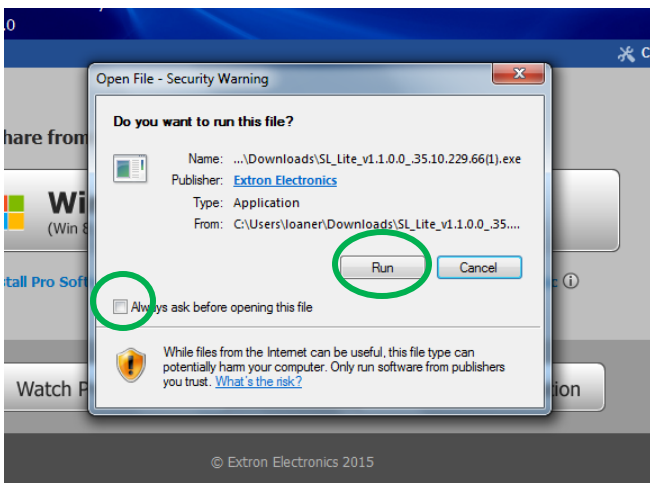 .0
Open File - Security Warning
Do you want to run this file?
hare from
Name: ...\Downloads\SL_Lite_v1.1.0.0_.35.10.229.66(1).exe
Publisher: Extron Electronics
Type: Application
From: C:\Users\loaner\Downloads\SL_Lite_v1.1.0.0_.35....
Wi
(Win 8
Run Cancel
stall Pro Soft
Always ask before opening this file
While files from the Internet can be useful, this file type can
potentially harm your computer. Only run software from publishers
you trust. What's the risk?
Watch P
tion
© Extron Electronics 2015